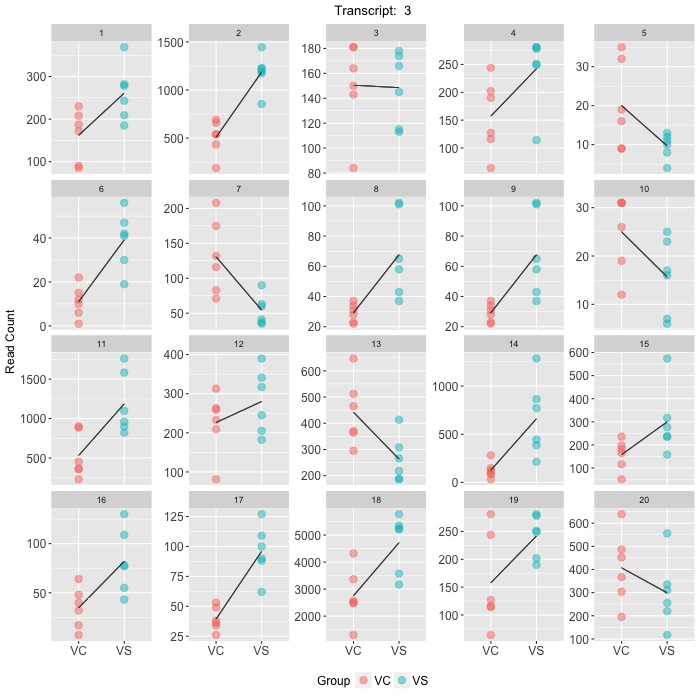 Transcript:  3
1 2 3 4 5
300 200 100
1500 1000 500
180 160 140 120 100 80
250 200 150 100
30 20 10
6 7 8 9 10
40 20 0
200 150 100 50
100 80 60 40 20
100 80 60 40 20
30 20 10
Read Count
11 12 13 14 15
1500 1000 500
400 300 200 100
600 500 400 300 200
1000 500 0
600 500 400 300 200 100
16 17 18 19 20
100 50
125 100 75 50 25
5000 4000 3000 2000
250 200 150 100
600 500 400 300 200 100
VC VS VC VS VC VS VC VS VC VS
Group VC VS